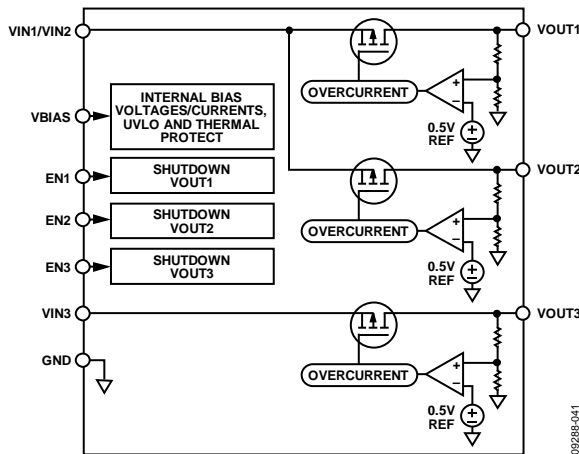 VIN1/VIN2
VOUT1
OVERCURRENT
+
−
0.5V
REF
VBIAS
INTERNAL BIAS
VOLTAGES/CURRENTS,
UVLO AND THERMAL
PROTECT
EN1
SHUTDOWN
VOUT1
EN2
SHUTDOWN
VOUT2
EN3
SHUTDOWN
VOUT3
VOUT2
OVERCURRENT
+
−
0.5V
REF
VIN3
VOUT3
GND
OVERCURRENT
+
−
0.5V
REF
09288-041